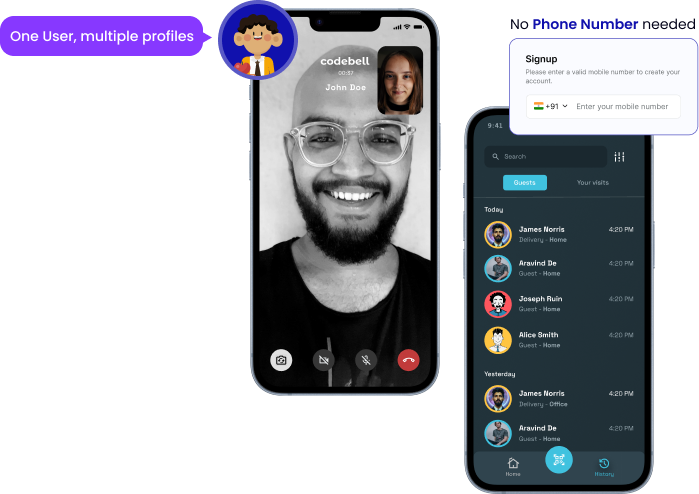 One User, multiple profiles
codebell
00:37
John Doe
No Phone Number needed
Signup
Please enter a valid mobile number to create your
account.
+91 Enter your mobile number
9:41
Search
Guests Your visits
Today
James Norris 4:20 PM
Delivery - Home
Aravind De 4:20 PM
Guest - Home
Joseph Ruin 4:20 PM
Guest - Home
Alice Smith 4:20 PM
Guest - Home
Yesterday
James Norris 4:20 PM
Delivery - Office
Aravind De 4:20 PM
Guest - Home
Home History